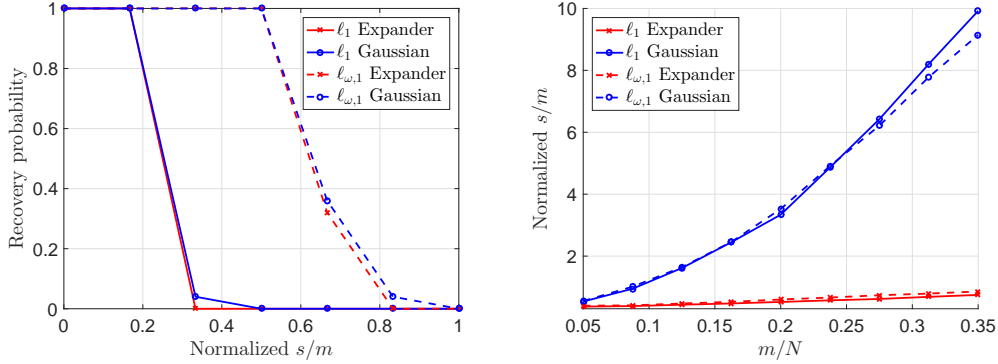 Recovery probability
1
0.8
0.6
0.4
0.2
0
0 0.2 0.4 0.6 0.8 1
Normalized s/m
ℓ₁ Expander
ℓ₁ Gaussian
ℓω,1 Expander
ℓω,1 Gaussian
Normalized s/m
10
8
6
4
2
0.05 0.1 0.15 0.2 0.25 0.3 0.35
m/N
ℓ₁ Expander
ℓ₁ Gaussian
ℓω,1 Expander
ℓω,1 Gaussian